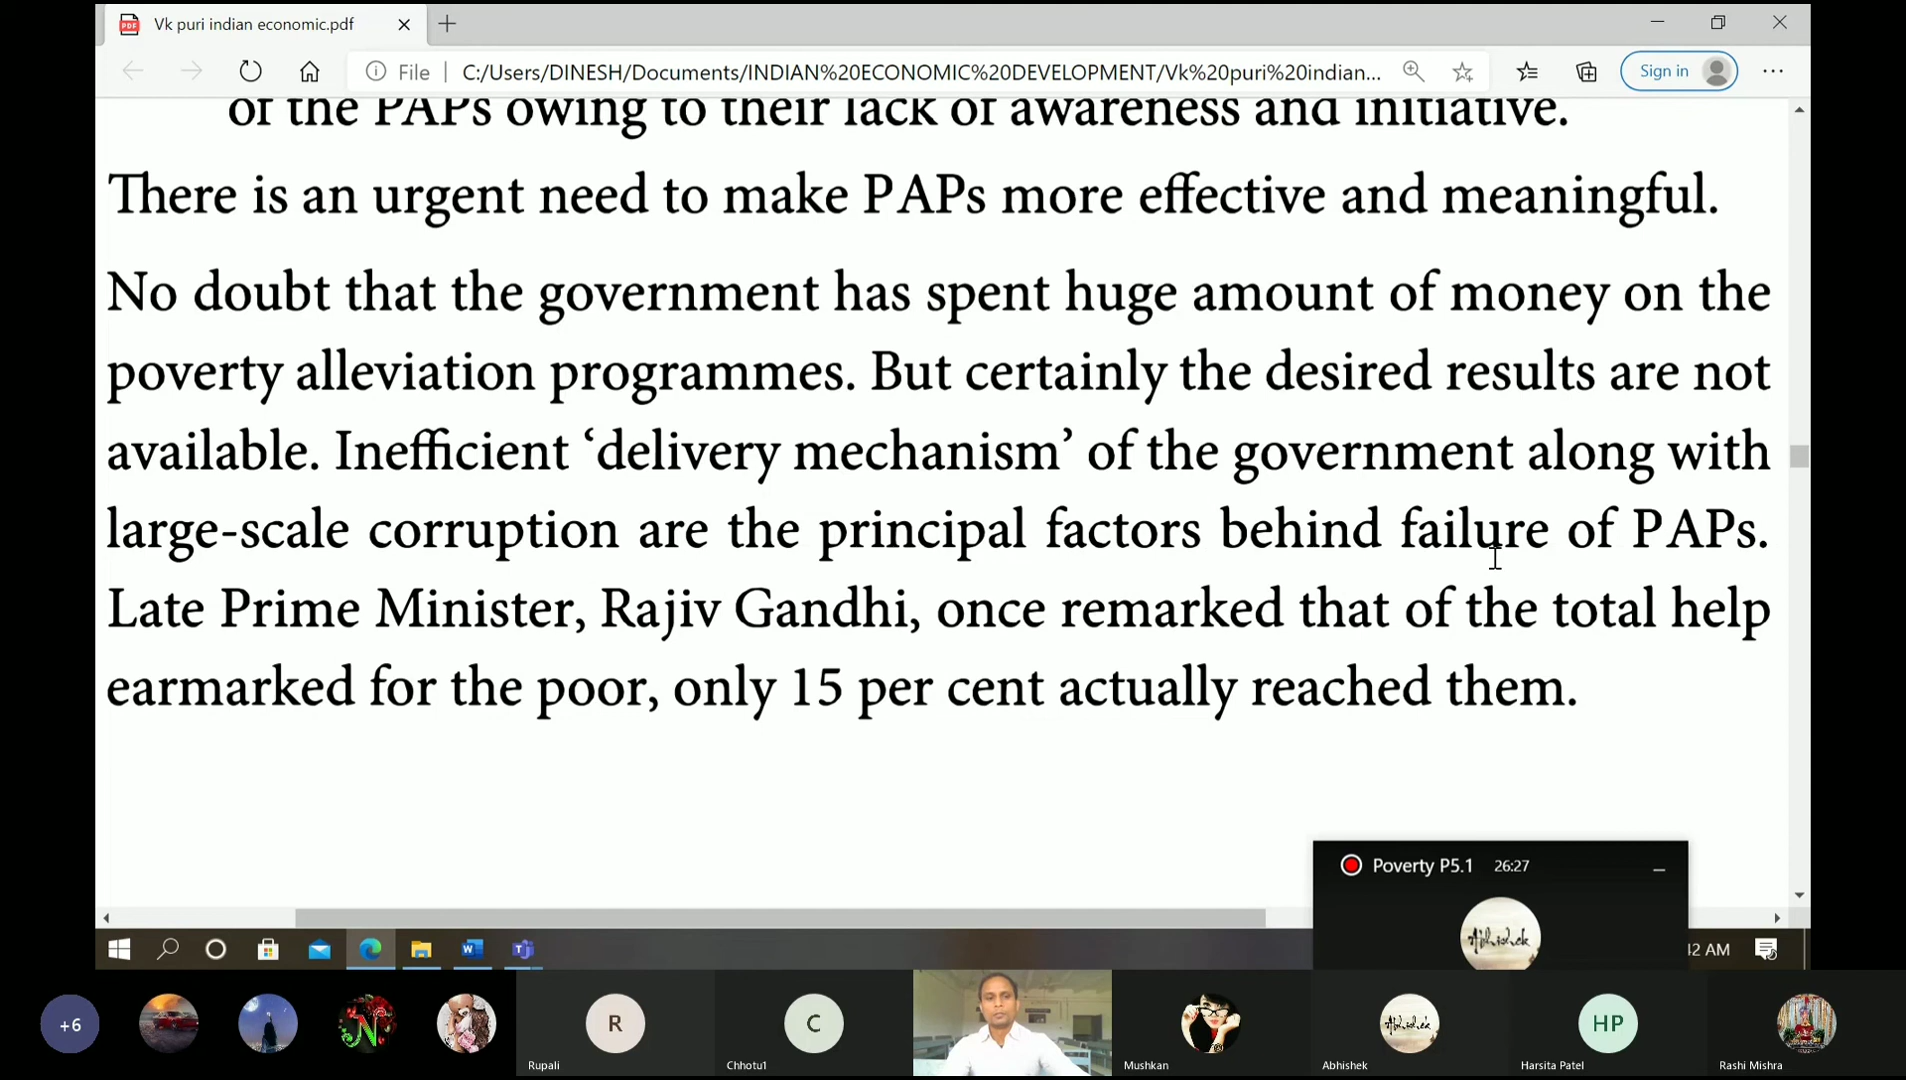 Vk puri indian economic.pdf
File
C:/Users/DINESH/Documents/INDIAN%20ECONOMIC%20DEVELOPMENT/Vk%20puri%20indian...
Sign in
of the PAPs owing to their lack of awareness and initiative.
There is an urgent need to make PAPs more effective and meaningful.
No doubt that the government has spent huge amount of money on the
poverty alleviation programmes. But certainly the desired results are not
available. Inefficient ‘delivery mechanism’ of the government along with
large-scale corruption are the principal factors behind failure of PAPs.
Late Prime Minister, Rajiv Gandhi, once remarked that of the total help
earmarked for the poor, only 15 per cent actually reached them.
Poverty P5.1 26:27
Abhishek
42 AM
+6
N
R
C
Abhishek
HP
Rupali
Chhotu1
Mushkan
Abhishek
Harsita Patel
Rashi Mishra